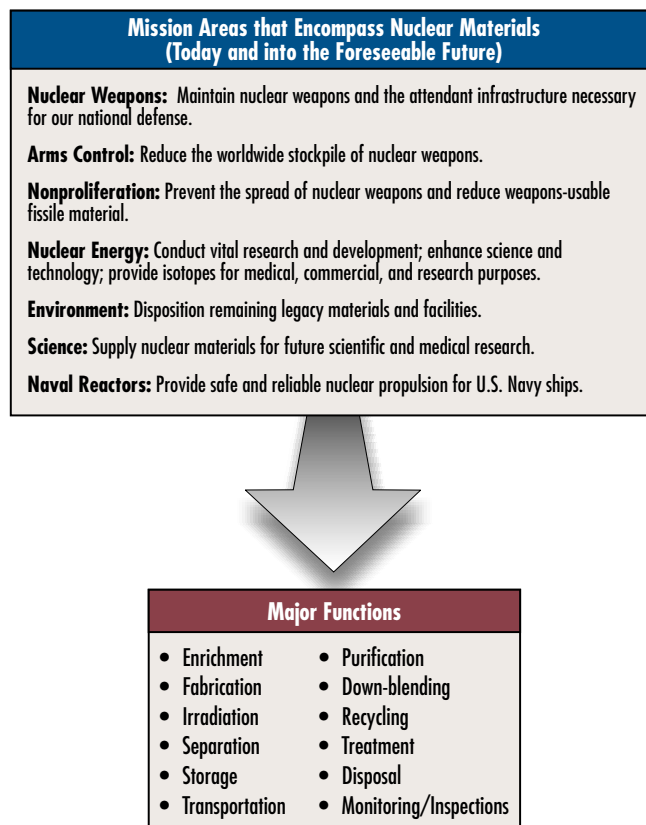 Mission Areas that Encompass Nuclear Materials
(Today and into the Foreseeable Future)
Nuclear Weapons: Maintain nuclear weapons and the attendant infrastructure necessary
for our national defense.
Arms Control: Reduce the worldwide stockpile of nuclear weapons.
Nonproliferation: Prevent the spread of nuclear weapons and reduce weapons-usable
fissile material.
Nuclear Energy: Conduct vital research and development; enhance science and
technology; provide isotopes for medical, commercial, and research purposes.
Environment: Disposition remaining legacy materials and facilities.
Science: Supply nuclear materials for future scientific and medical research.
Naval Reactors: Provide safe and reliable nuclear propulsion for U.S. Navy ships.
Major Functions
• Enrichment
• Fabrication
• Irradiation
• Separation
• Storage
• Transportation
• Purification
• Down-blending
• Recycling
• Treatment
• Disposal
• Monitoring/Inspections